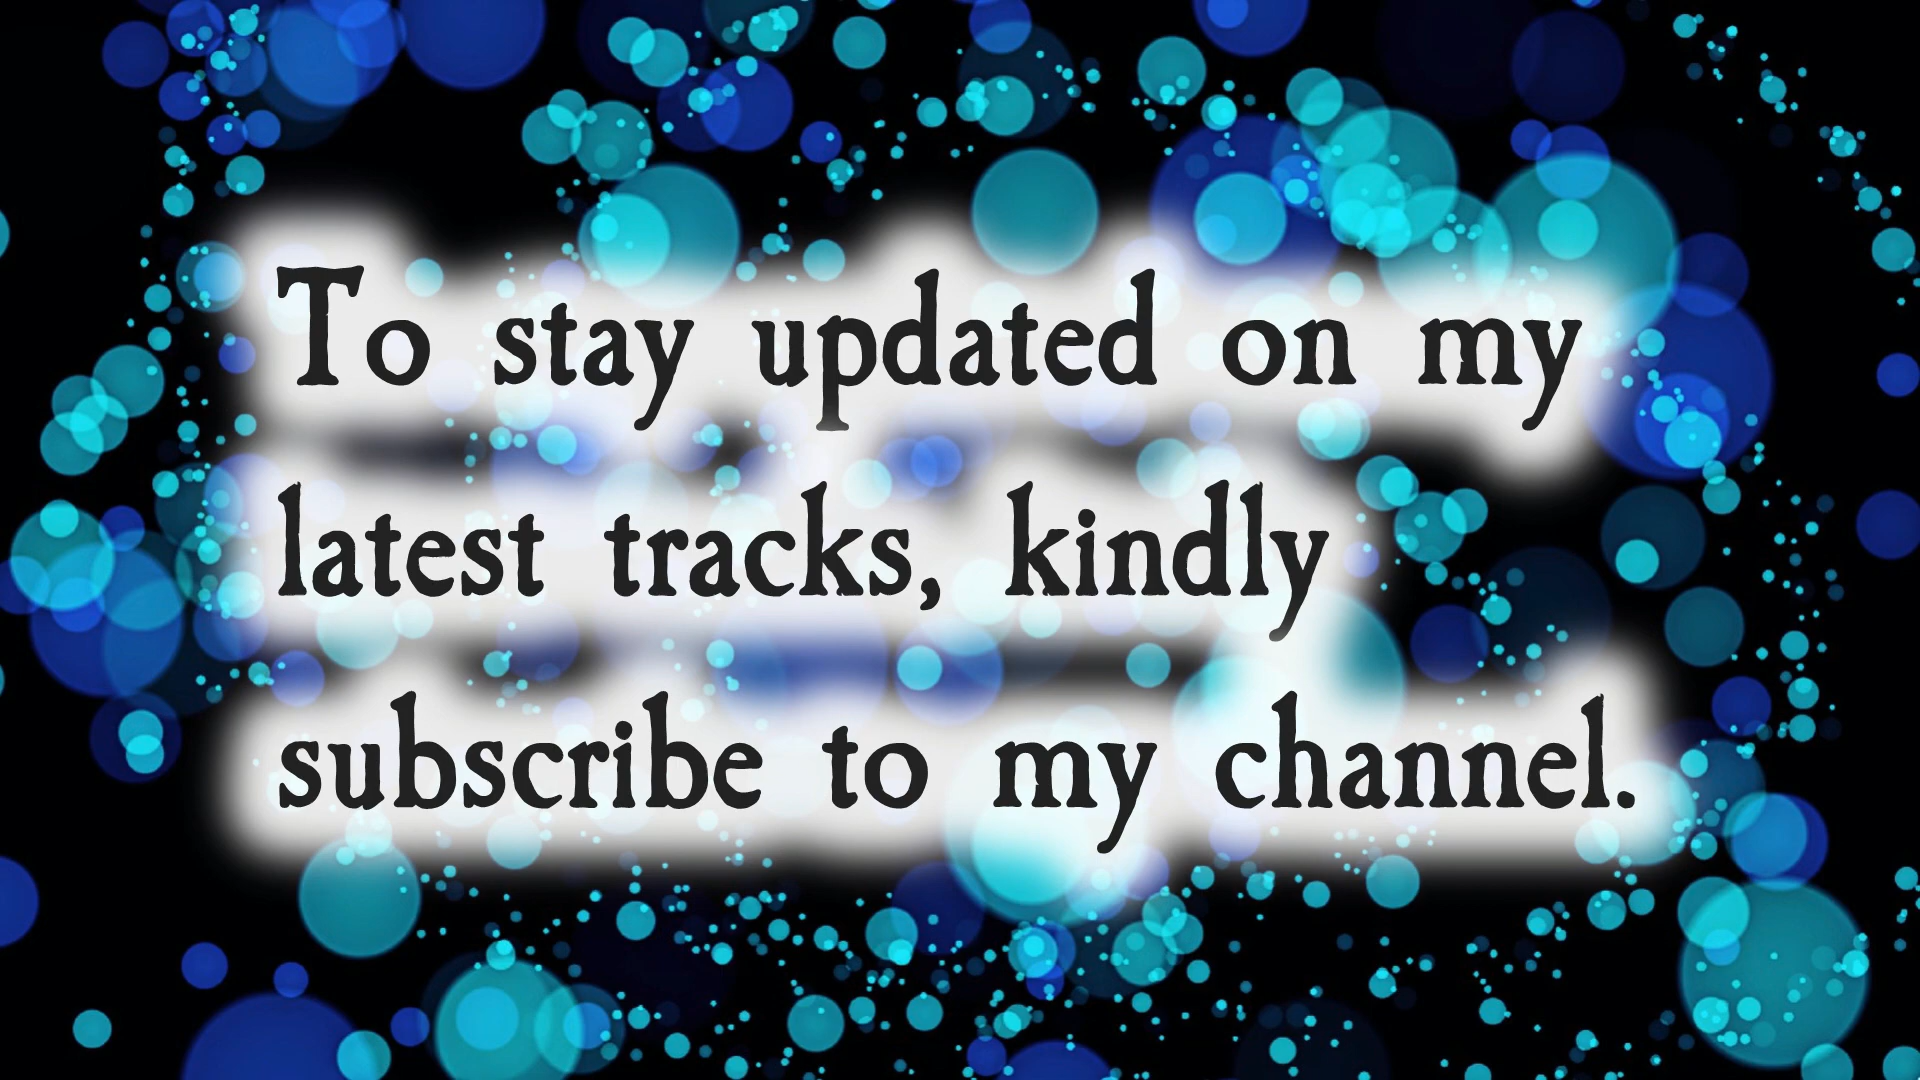 To stay updated on my
latest tracks, kindly
subscribe to my channel.